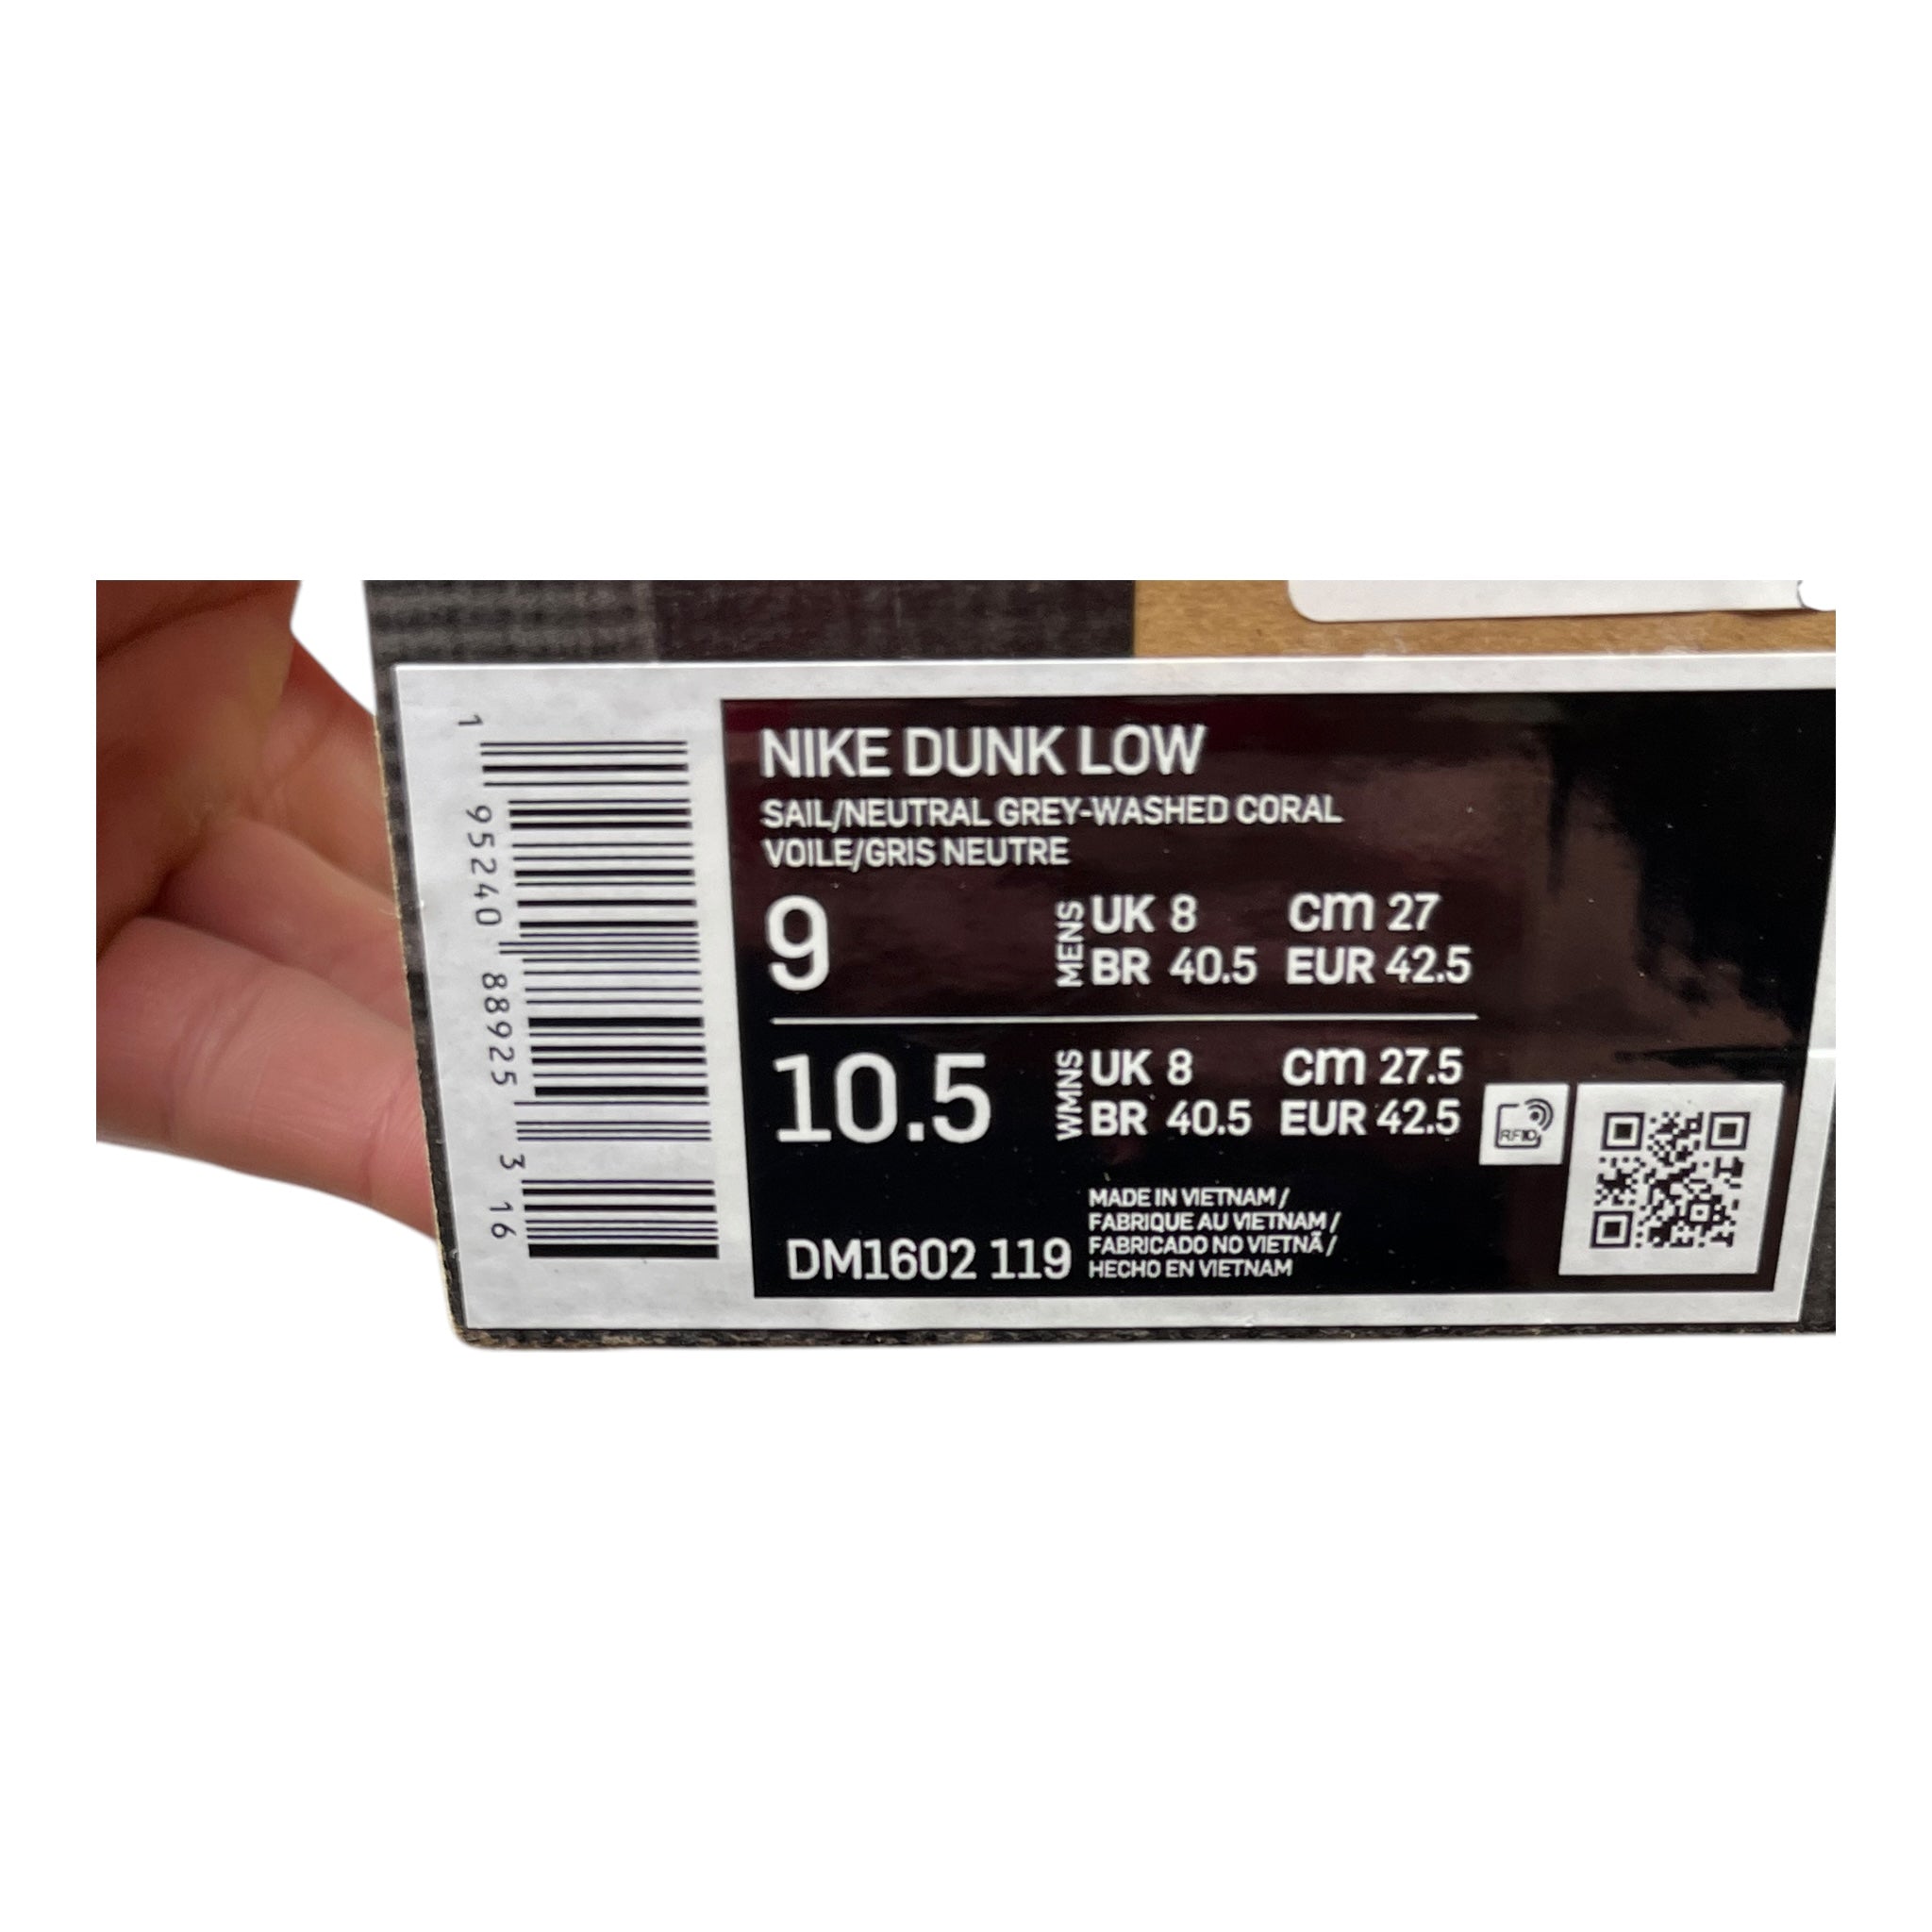 1 95240 88925 3 16
NIKE DUNK LOW
SAIL/NEUTRAL GREY-WASHED CORAL
VOILE/GRIS NEUTRE
9 MENS UK 8 cm 27
BR 40.5 EUR 42.5
10.5 WMNS UK 8 cm 27.5
BR 40.5 EUR 42.5
RFID
MADE IN VIETNAM /
FABRIQUE AU VIETNAM /
FABRICADO NO VIETNÃ /
HECHO EN VIETNAM
DM1602 119